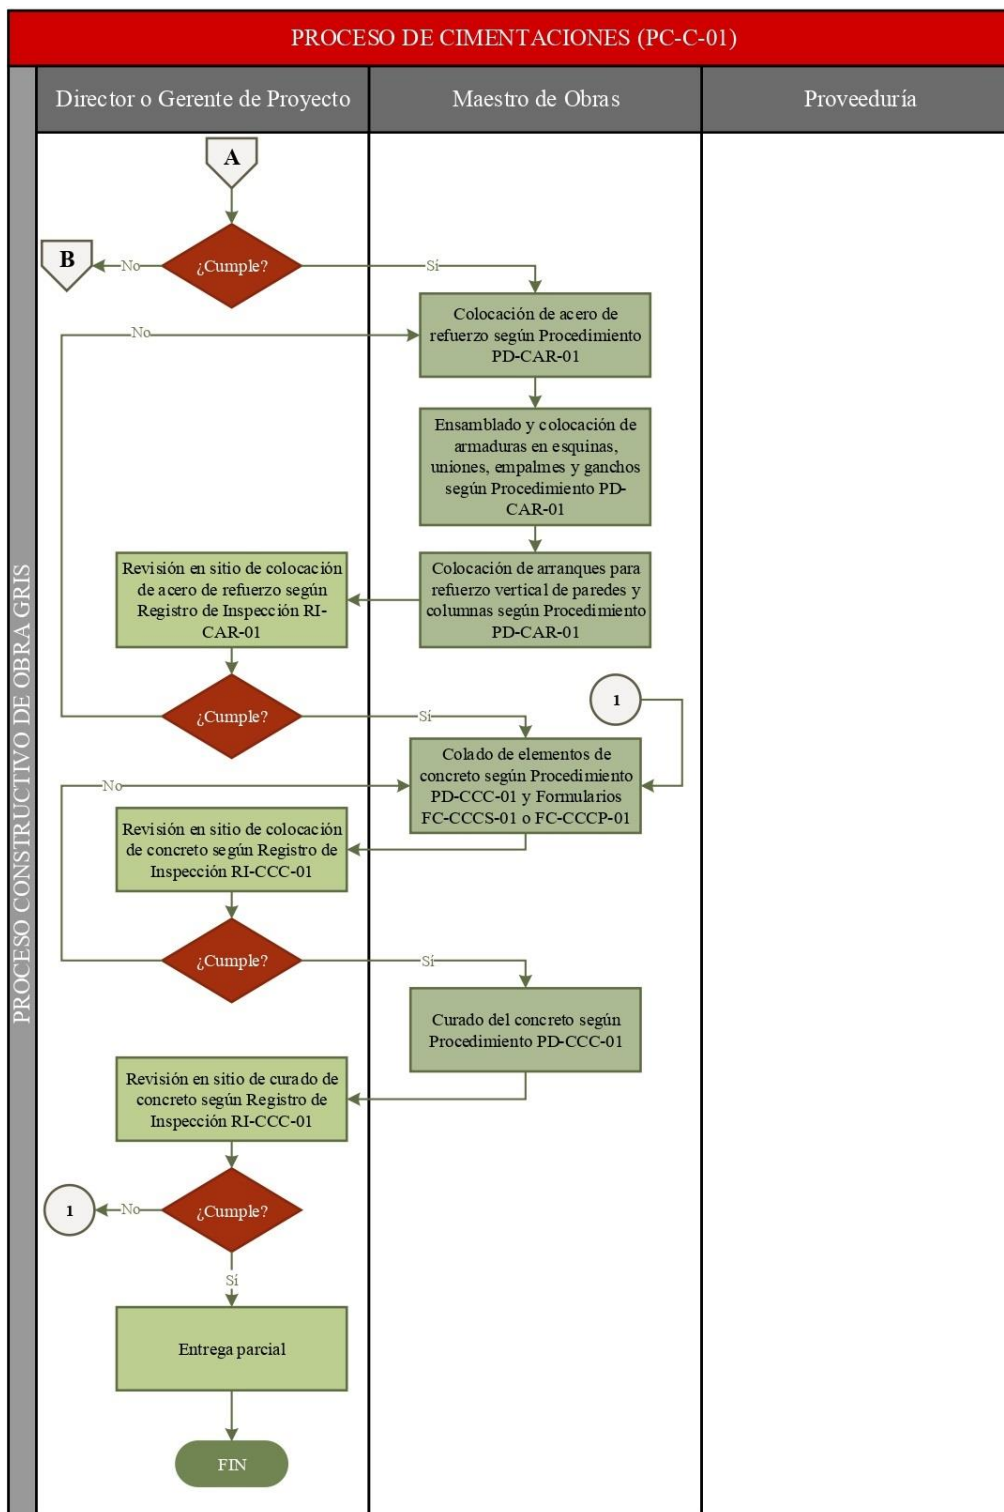 PROCESO DE CIMENTACIONES (PC-C-01)
PROCESO CONSTRUCTIVO DE OBRA GRIS
Director o Gerente de Proyecto
Maestro de Obras
Proveeduría
A
B
No
¿Cumple?
Sí
Colocación de acero de
refuerzo según Procedimiento
PD-CAR-01
No
Ensamblado y colocación de
armaduras en esquinas,
uniones, empalmes y ganchos
según Procedimiento PD-
CAR-01
Colocación de arranques para
refuerzo vertical de paredes y
columnas según Procedimiento
PD-CAR-01
Revisión en sitio de colocación
de acero de refuerzo según
Registro de Inspección RI-
CAR-01
¿Cumple?
Sí
1
Colado de elementos de
concreto según Procedimiento
PD-CCC-01 y Formularios
FC-CCCS-01 o FC-CCCP-01
No
Revisión en sitio de colocación
de concreto según Registro de
Inspección RI-CCC-01
¿Cumple?
Sí
Curado del concreto según
Procedimiento PD-CCC-01
Revisión en sitio de curado de
concreto según Registro de
Inspección RI-CCC-01
1
No
¿Cumple?
Sí
Entrega parcial
FIN